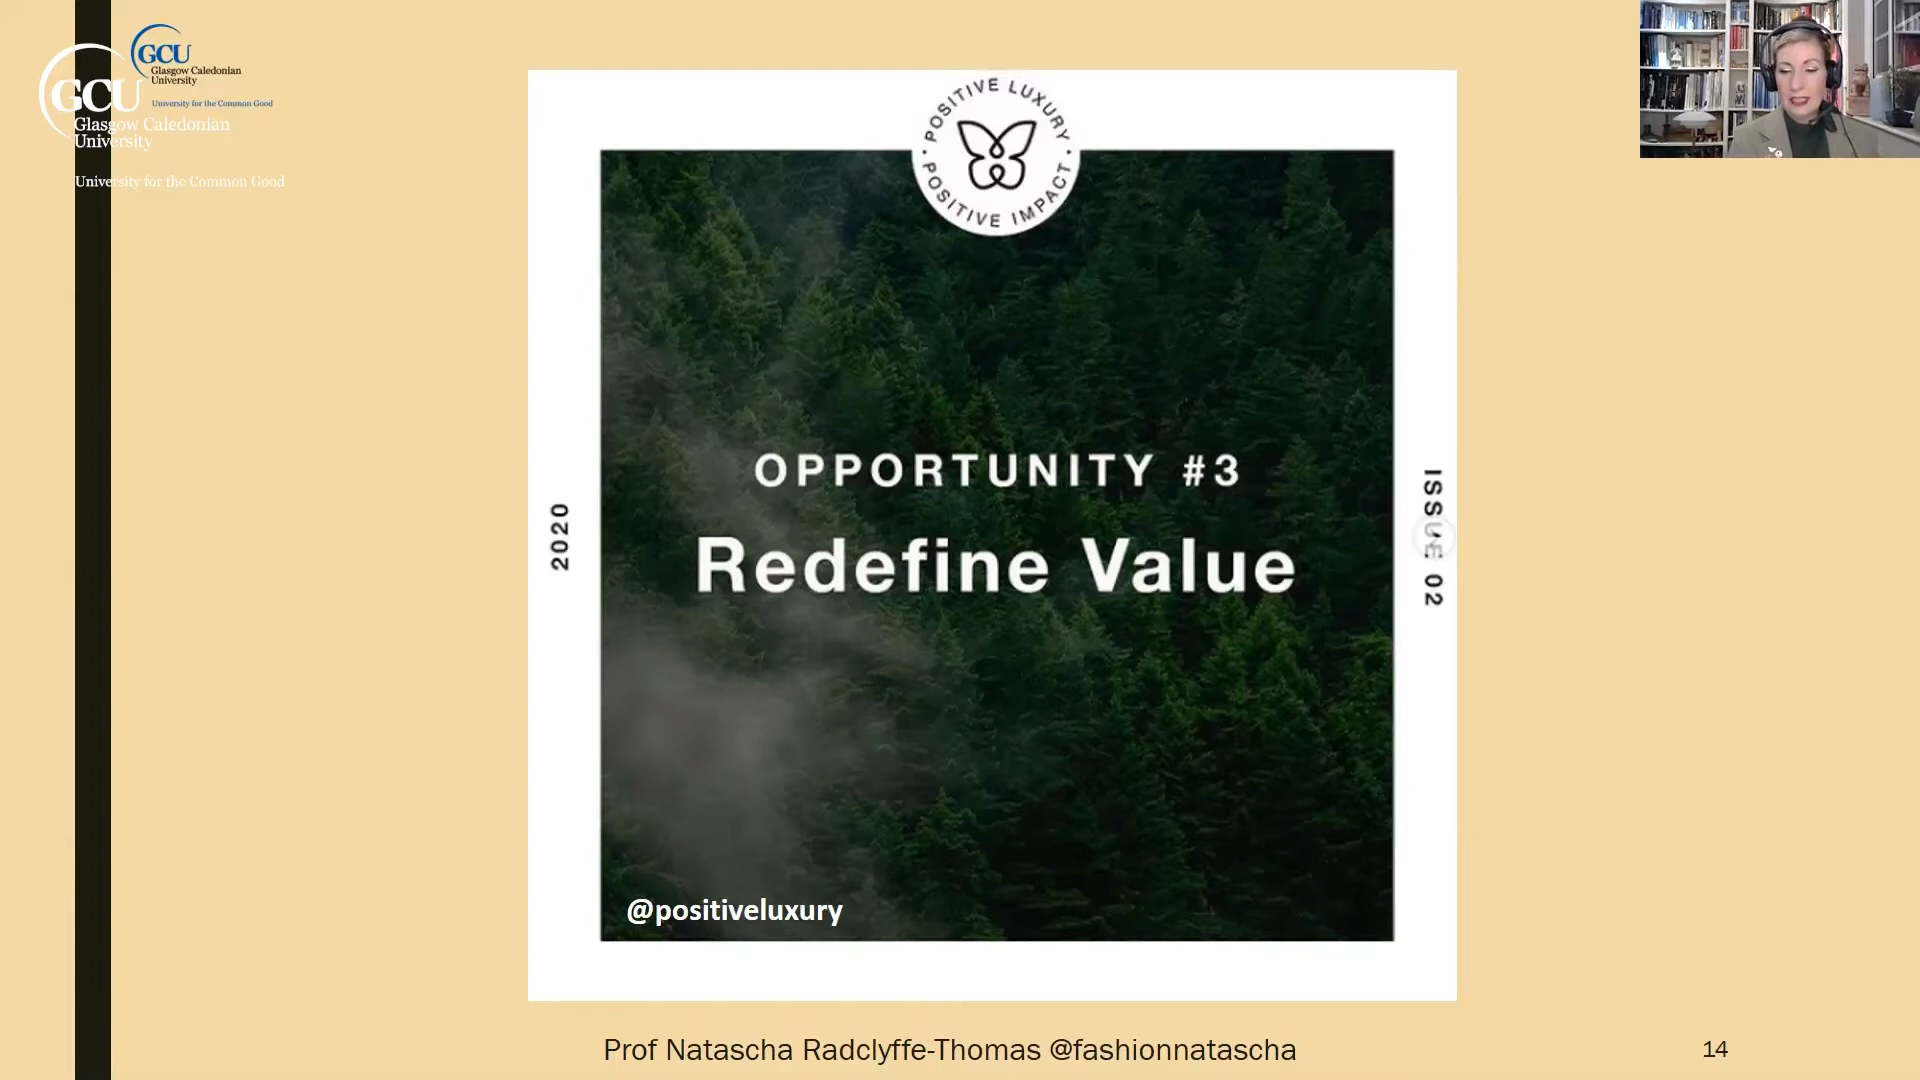 GCU
Glasgow Caledonian
University
University for the Common Good
GCU
Glasgow Caledonian
University
University for the Common Good
POSITIVE LUXURY
• POSITIVE IMPACT •
OPPORTUNITY #3
Redefine Value
2020
ISSUE 02
@positiveluxury
Prof Natascha Radclyffe-Thomas @fashionnatascha
14